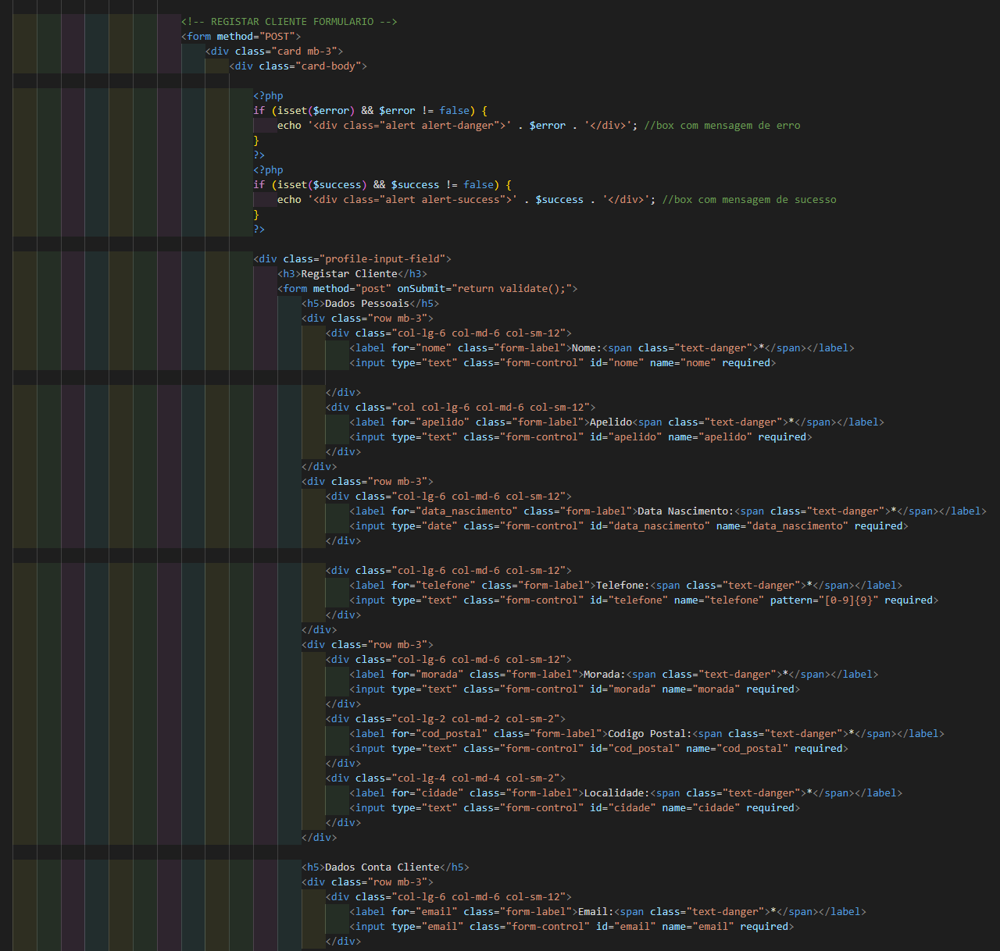 <!-- REGISTAR CLIENTE FORMULARIO -->
<form method="POST">
<div class="card mb-3">
<div class="card-body">
<?php
if (isset($error) && $error != false) {
echo '<div class="alert alert-danger">' . $error . '</div>'; //box com mensagem de erro
}
?>
<?php
if (isset($success) && $success != false) {
echo '<div class="alert alert-success">' . $success . '</div>'; //box com mensagem de sucesso
}
?>
<div class="profile-input-field">
<h3>Registar Cliente</h3>
<form method="post" onSubmit="return validate();">
<h5>Dados Pessoais</h5>
<div class="row mb-3">
<div class="col-lg-6 col-md-6 col-sm-12">
<label for="nome" class="form-label">Nome:<span class="text-danger">*</span></label>
<input type="text" class="form-control" id="nome" name="nome" required>
</div>
<div class="col col-lg-6 col-md-6 col-sm-12">
<label for="apelido" class="form-label">Apelido<span class="text-danger">*</span></label>
<input type="text" class="form-control" id="apelido" name="apelido" required>
</div>
</div>
<div class="row mb-3">
<div class="col-lg-6 col-md-6 col-sm-12">
<label for="data_nascimento" class="form-label">Data Nascimento:<span class="text-danger">*</span></label>
<input type="date" class="form-control" id="data_nascimento" name="data_nascimento" required>
</div>
<div class="col-lg-6 col-md-6 col-sm-12">
<label for="telefone" class="form-label">Telefone:<span class="text-danger">*</span></label>
<input type="text" class="form-control" id="telefone" name="telefone" pattern="[0-9]{9}" required>
</div>
</div>
<div class="row mb-3">
<div class="col-lg-6 col-md-6 col-sm-12">
<label for="morada" class="form-label">Morada:<span class="text-danger">*</span></label>
<input type="text" class="form-control" id="morada" name="morada" required>
</div>
<div class="col-lg-2 col-md-2 col-sm-2">
<label for="cod_postal" class="form-label">Codigo Postal:<span class="text-danger">*</span></label>
<input type="text" class="form-control" id="cod_postal" name="cod_postal" required>
</div>
<div class="col-lg-4 col-md-4 col-sm-2">
<label for="cidade" class="form-label">Localidade:<span class="text-danger">*</span></label>
<input type="text" class="form-control" id="cidade" name="cidade" required>
</div>
</div>
<h5>Dados Conta Cliente</h5>
<div class="row mb-3">
<div class="col-lg-6 col-md-6 col-sm-12">
<label for="email" class="form-label">Email:<span class="text-danger">*</span></label>
<input type="email" class="form-control" id="email" name="email" required>
</div>